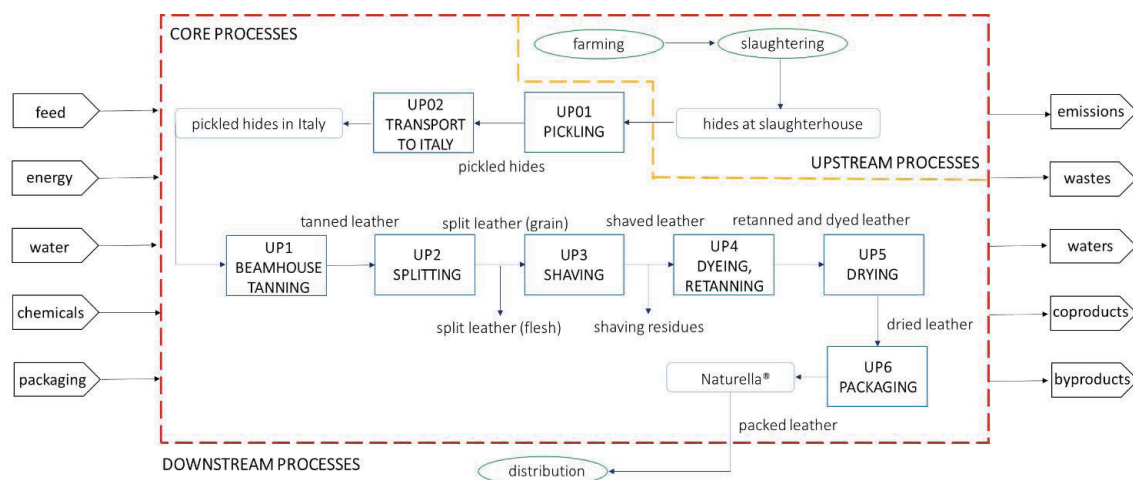 CORE PROCESSES
farming
slaughtering
feed
energy
water
chemicals
packaging
pickled hides in Italy
UP02
TRANSPORT
TO ITALY
UP01
PICKLING
hides at slaughterhouse
pickled hides
UPSTREAM PROCESSES
tanned leather
split leather (grain)
shaved leather
retanned and dyed leather
UP1
BEAMHOUSE
TANNING
UP2
SPLITTING
UP3
SHAVING
UP4
DYEING,
RETANNING
UP5
DRYING
split leather (flesh)
shaving residues
dried leather
Naturella®
UP6
PACKAGING
packed leather
DOWNSTREAM PROCESSES
distribution
emissions
wastes
waters
coproducts
byproducts